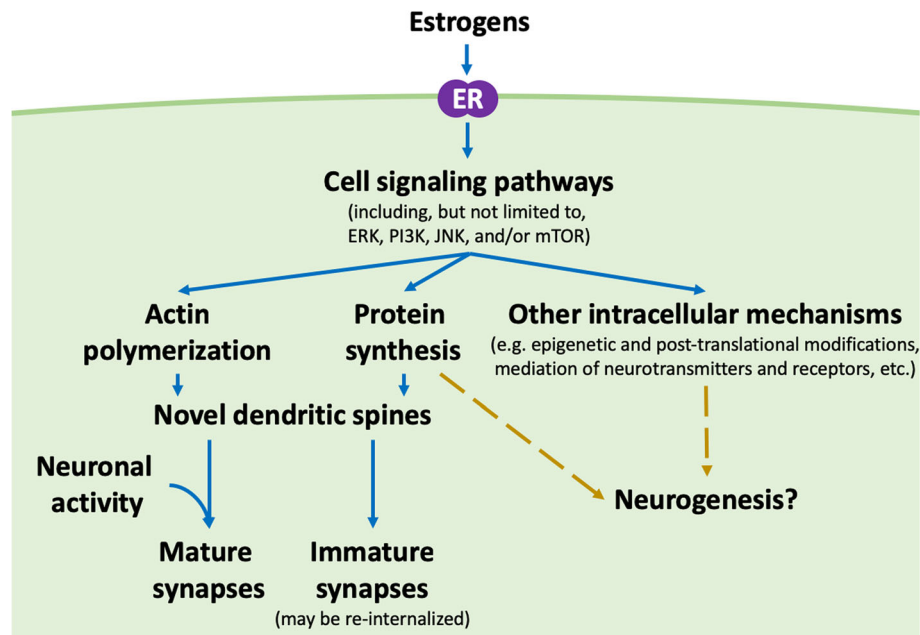 Estrogens
ER
Cell signaling pathways
(including, but not limited to,
ERK, PI3K, JNK, and/or mTOR)
Actin
polymerization
Protein
synthesis
Other intracellular mechanisms
(e.g. epigenetic and post-translational modifications,
mediation of neurotransmitters and receptors, etc.)
Novel dendritic spines
Neuronal
activity
Neurogenesis?
Mature
synapses
Immature
synapses
(may be re-internalized)